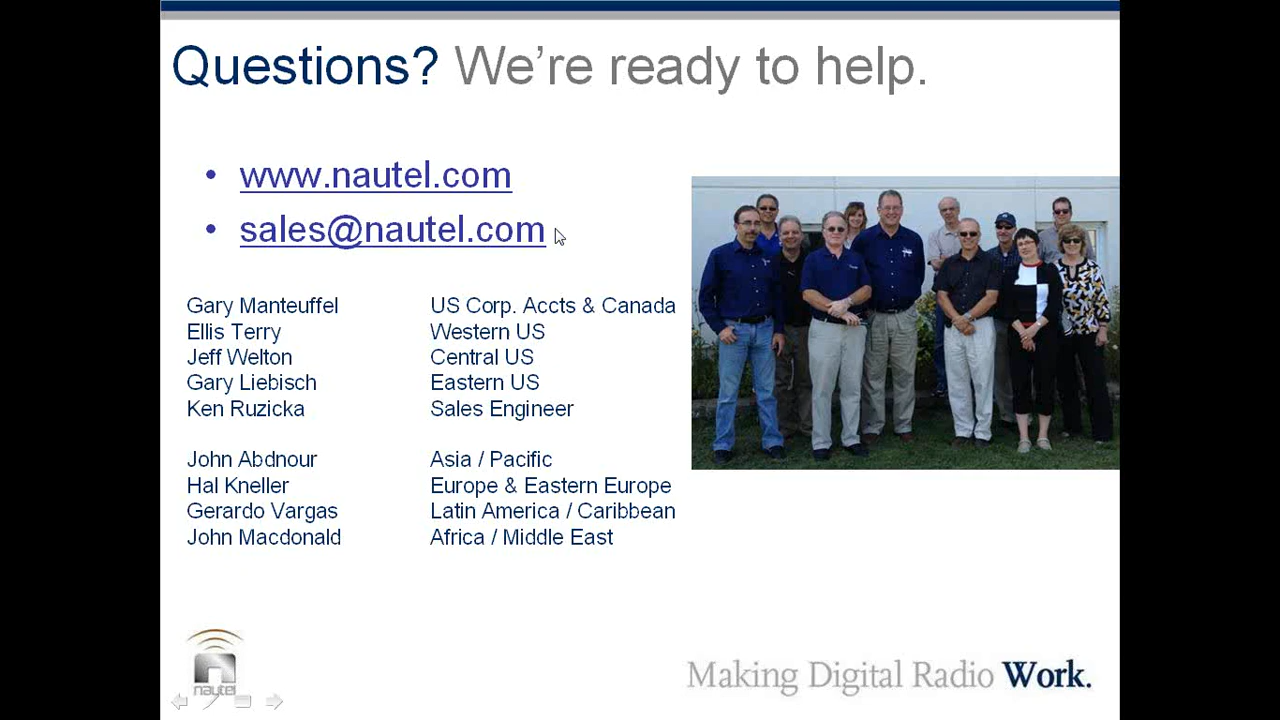 Questions? We're ready to help.
• www.nautel.com
• sales@nautel.com
Gary Manteuffel US Corp. Accts & Canada
Ellis Terry Western US
Jeff Welton Central US
Gary Liebisch Eastern US
Ken Ruzicka Sales Engineer
John Abdnour Asia / Pacific
Hal Kneller Europe & Eastern Europe
Gerardo Vargas Latin America / Caribbean
John Macdonald Africa / Middle East
nautel
Making Digital Radio Work.